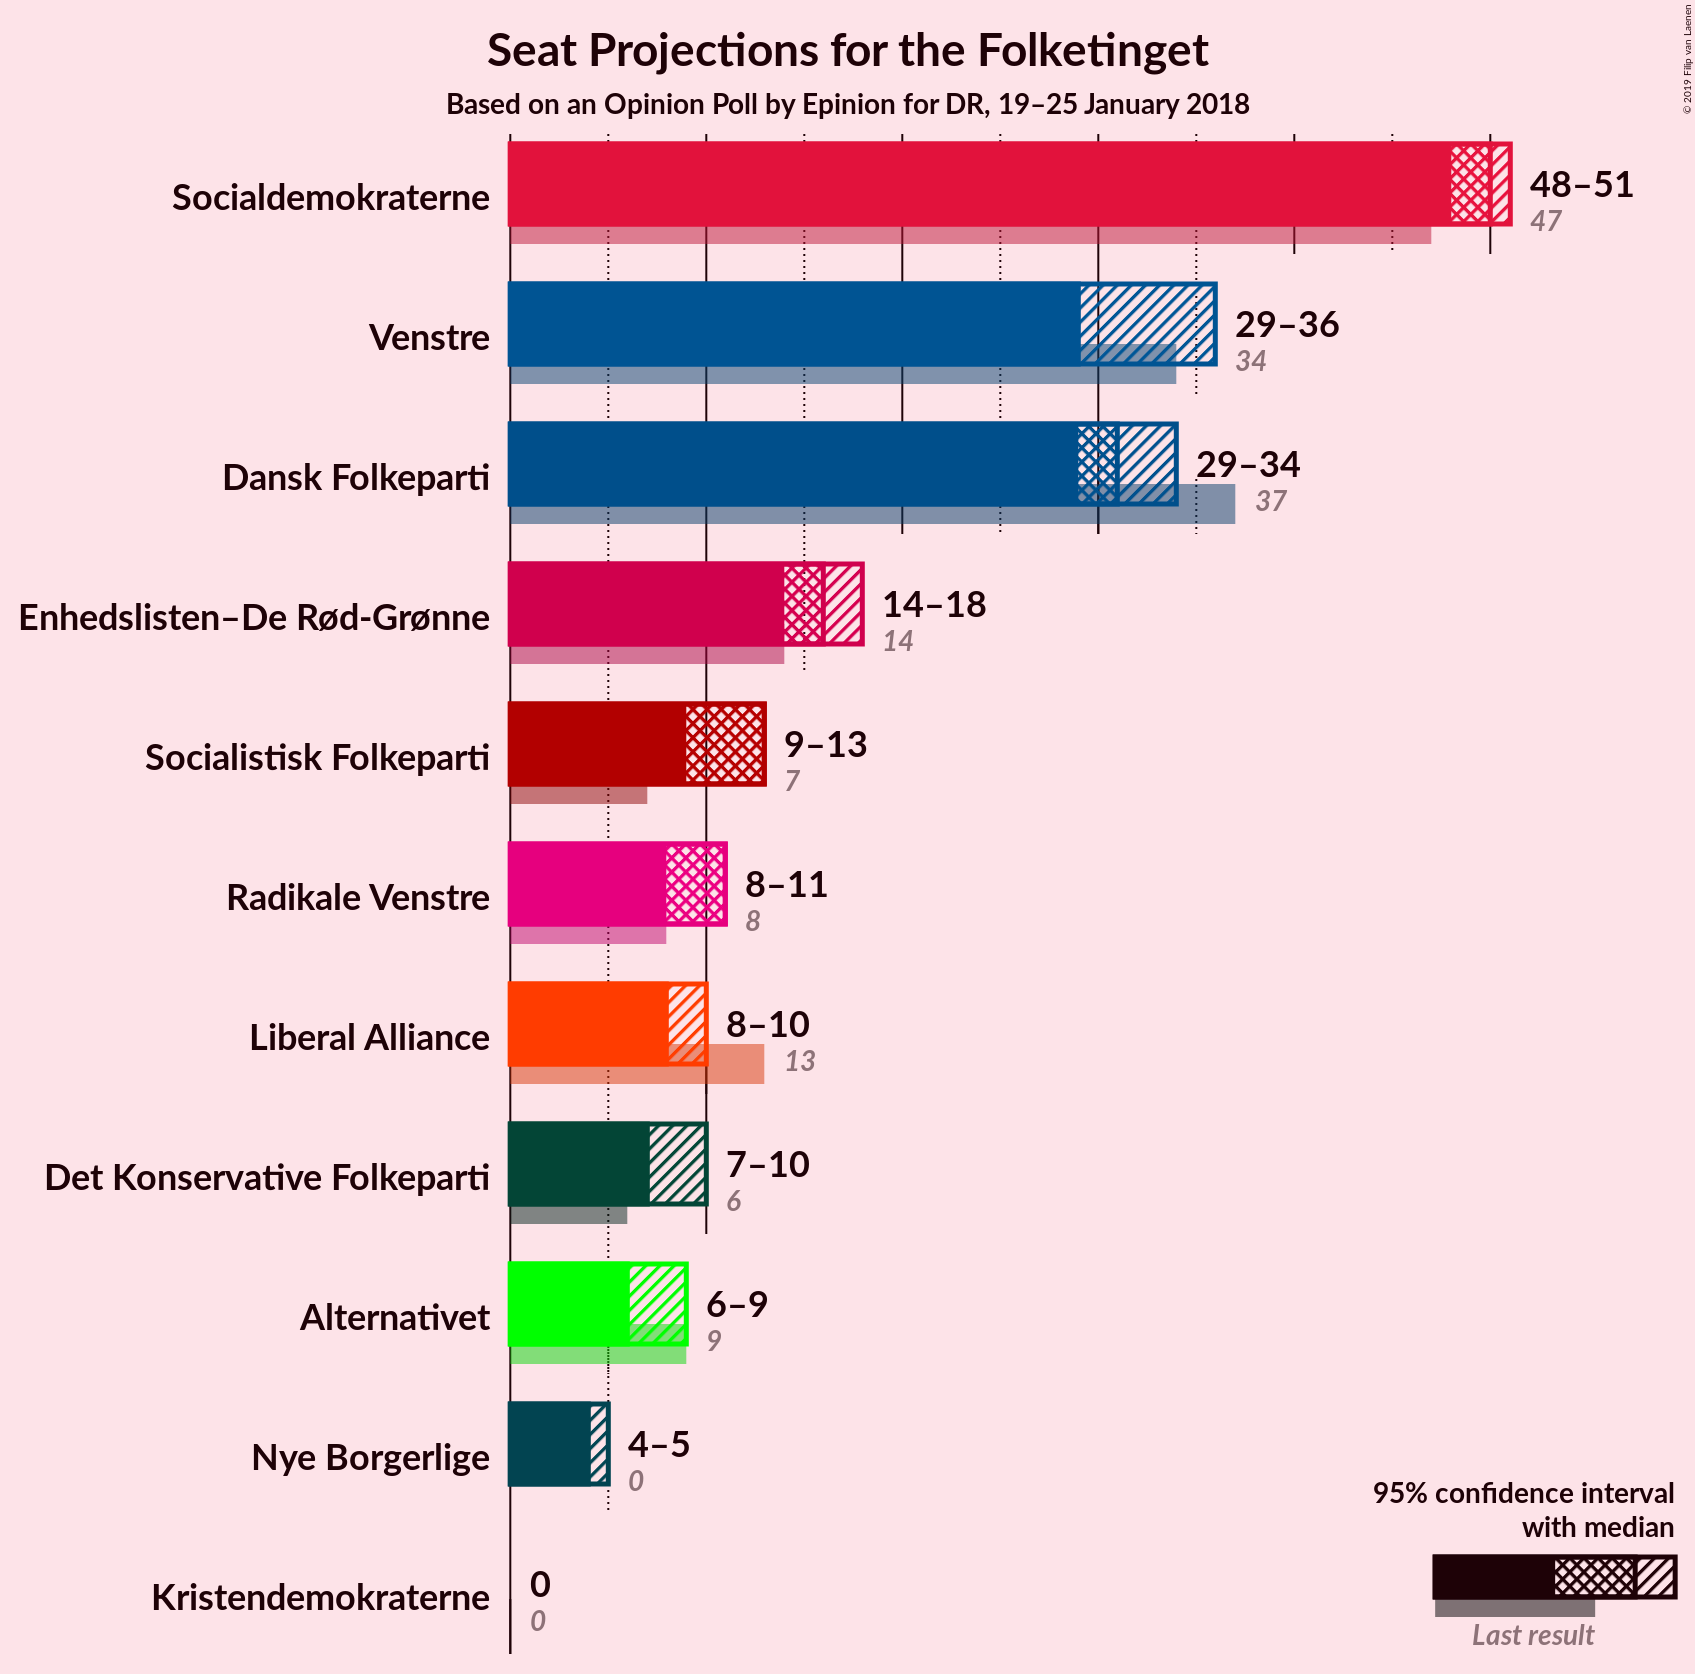 Seat Projections for the Folketinget
Based on an Opinion Poll by Epinion for DR, 19–25 January 2018
© 2019 Filip van Laenen
Socialdemokraterne
48–51
47
Venstre
29–36
34
Dansk Folkeparti
29–34
37
Enhedslisten–De Rød-Grønne
14–18
14
Socialistisk Folkeparti
9–13
7
Radikale Venstre
8–11
8
Liberal Alliance
8–10
13
Det Konservative Folkeparti
7–10
6
Alternativet
6–9
9
Nye Borgerlige
4–5
0
Kristendemokraterne
0
0
95% confidence interval
with median
Last result